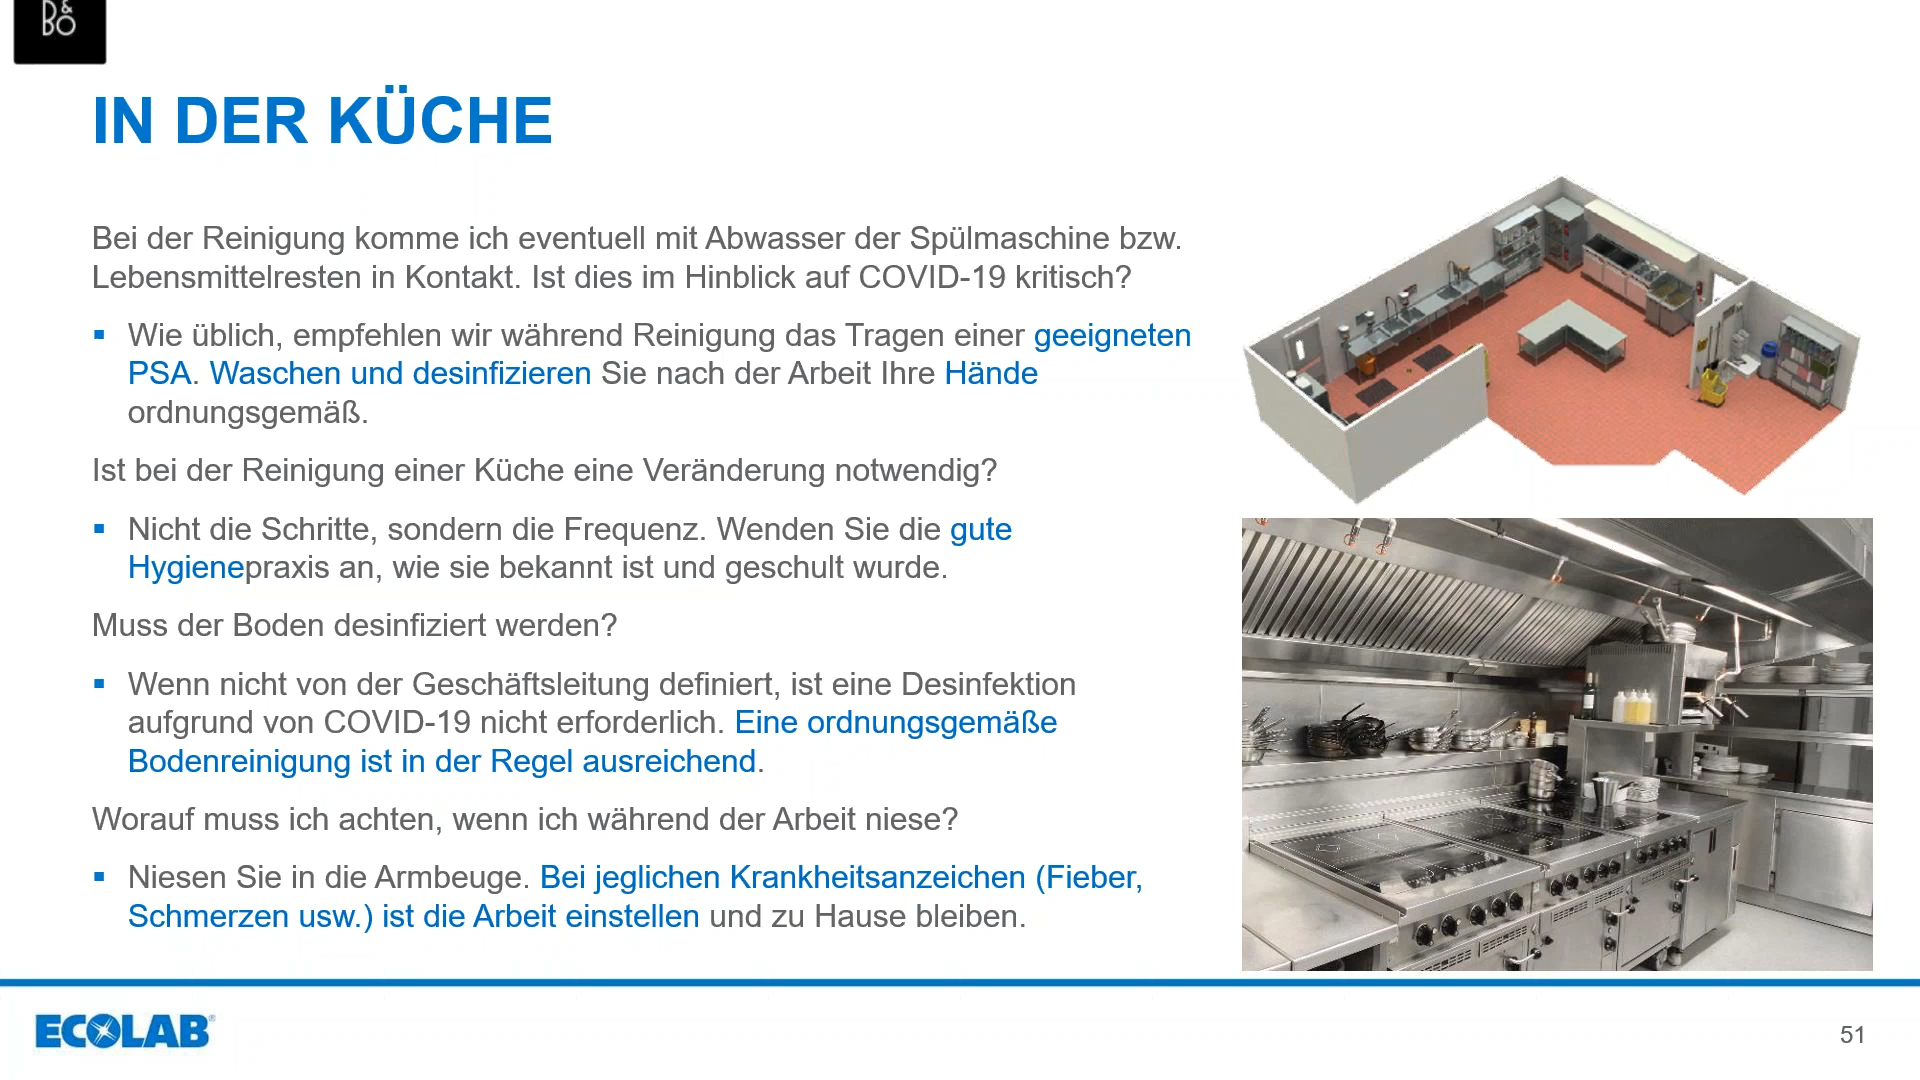 B&O
IN DER KÜCHE
Bei der Reinigung komme ich eventuell mit Abwasser der Spülmaschine bzw.
Lebensmittelresten in Kontakt. Ist dies im Hinblick auf COVID-19 kritisch?
▪ Wie üblich, empfehlen wir während Reinigung das Tragen einer geeigneten
PSA. Waschen und desinfizieren Sie nach der Arbeit Ihre Hände
ordnungsgemäß.
Ist bei der Reinigung einer Küche eine Veränderung notwendig?
▪ Nicht die Schritte, sondern die Frequenz. Wenden Sie die gute
Hygienepraxis an, wie sie bekannt ist und geschult wurde.
Muss der Boden desinfiziert werden?
▪ Wenn nicht von der Geschäftsleitung definiert, ist eine Desinfektion
aufgrund von COVID-19 nicht erforderlich. Eine ordnungsgemäße
Bodenreinigung ist in der Regel ausreichend.
Worauf muss ich achten, wenn ich während der Arbeit niese?
▪ Niesen Sie in die Armbeuge. Bei jeglichen Krankheitsanzeichen (Fieber,
Schmerzen usw.) ist die Arbeit einstellen und zu Hause bleiben.
ECOLAB®
51